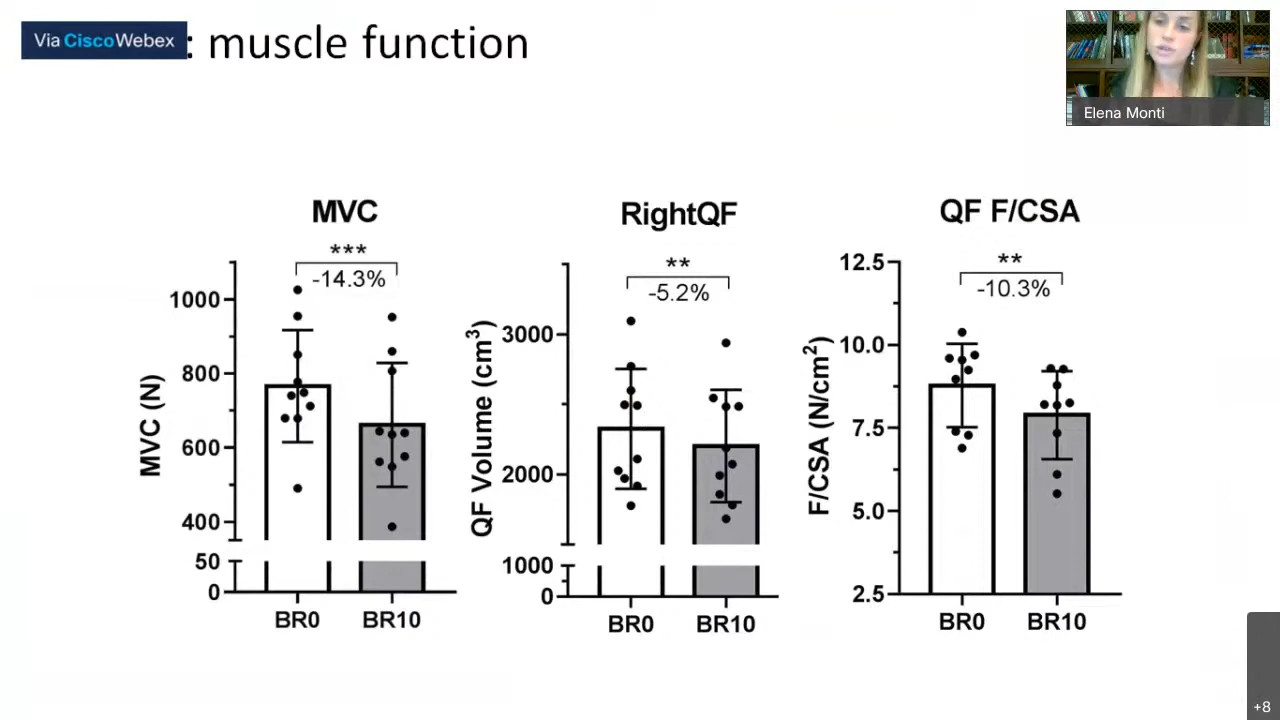 Via Cisco Webex
: muscle function
Elena Monti
MVC
***
-14.3%
MVC (N)
1000
800
600
400
50
0
BR0
BR10
RightQF
**
-5.2%
QF Volume (cm³)
3000
2000
1000
0
BR0
BR10
QF F/CSA
**
-10.3%
F/CSA (N/cm²)
12.5
10.0
7.5
5.0
2.5
BR0
BR10
+8